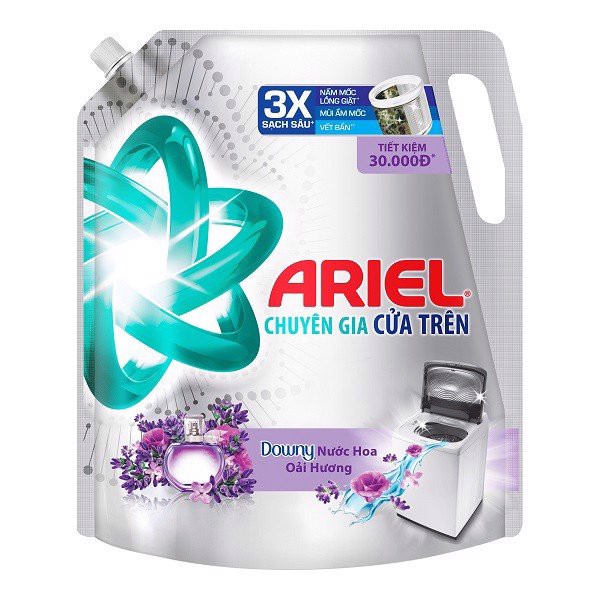 3X
SẠCH SÂU+
NẤM MỐC
LỒNG GIẶT*
MÙI ẨM MỐC
VẾT BẨN**
TIẾT KIỆM
30.000Đ*
ARIEL®
CHUYÊN GIA CỬA TRÊN
Downy Nước Hoa
Oải Hương